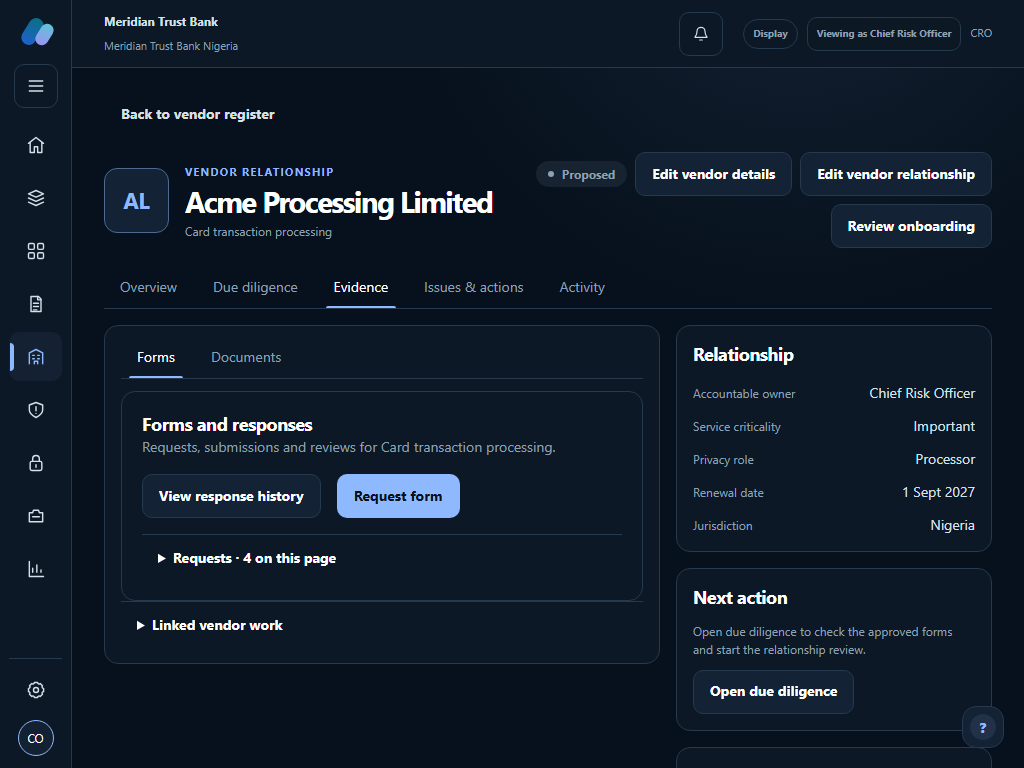 Meridian Trust Bank
Meridian Trust Bank Nigeria
Display
Viewing as Chief Risk Officer
CRO
Back to vendor register
AL
VENDOR RELATIONSHIP
Acme Processing Limited
Card transaction processing
Proposed
Edit vendor details
Edit vendor relationship
Review onboarding
Overview
Due diligence
Evidence
Issues & actions
Activity
Forms
Documents
Forms and responses
Requests, submissions and reviews for Card transaction processing.
View response history
Request form
Requests · 4 on this page
Linked vendor work
Relationship
Accountable owner Chief Risk Officer
Service criticality Important
Privacy role Processor
Renewal date 1 Sept 2027
Jurisdiction Nigeria
Next action
Open due diligence to check the approved forms
and start the relationship review.
Open due diligence
?
CO